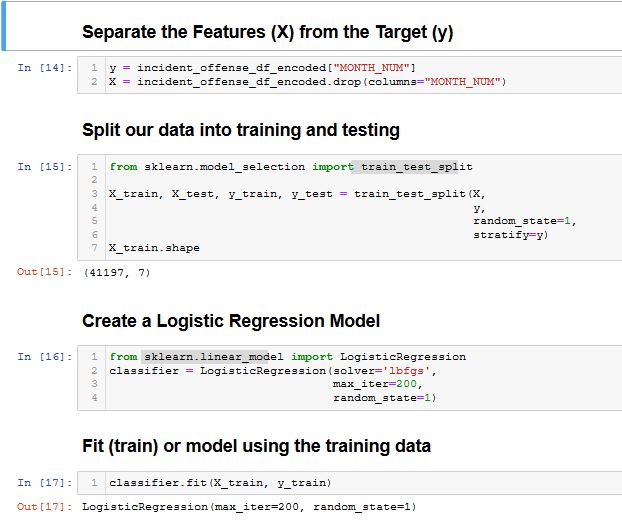 Separate the Features (X) from the Target (y)
In [14]: 1 y = incident_offense_df_encoded["MONTH_NUM"]
2 X = incident_offense_df_encoded.drop(columns="MONTH_NUM")
Split our data into training and testing
In [15]: 1 from sklearn.model_selection import train_test_split
2
3 X_train, X_test, y_train, y_test = train_test_split(X,
4 y,
5 random_state=1,
6 stratify=y)
7 X_train.shape
Out[15]: (41197, 7)
Create a Logistic Regression Model
In [16]: 1 from sklearn.linear_model import LogisticRegression
2 classifier = LogisticRegression(solver='lbfgs',
3 max_iter=200,
4 random_state=1)
Fit (train) or model using the training data
In [17]: 1 classifier.fit(X_train, y_train)
Out[17]: LogisticRegression(max_iter=200, random_state=1)